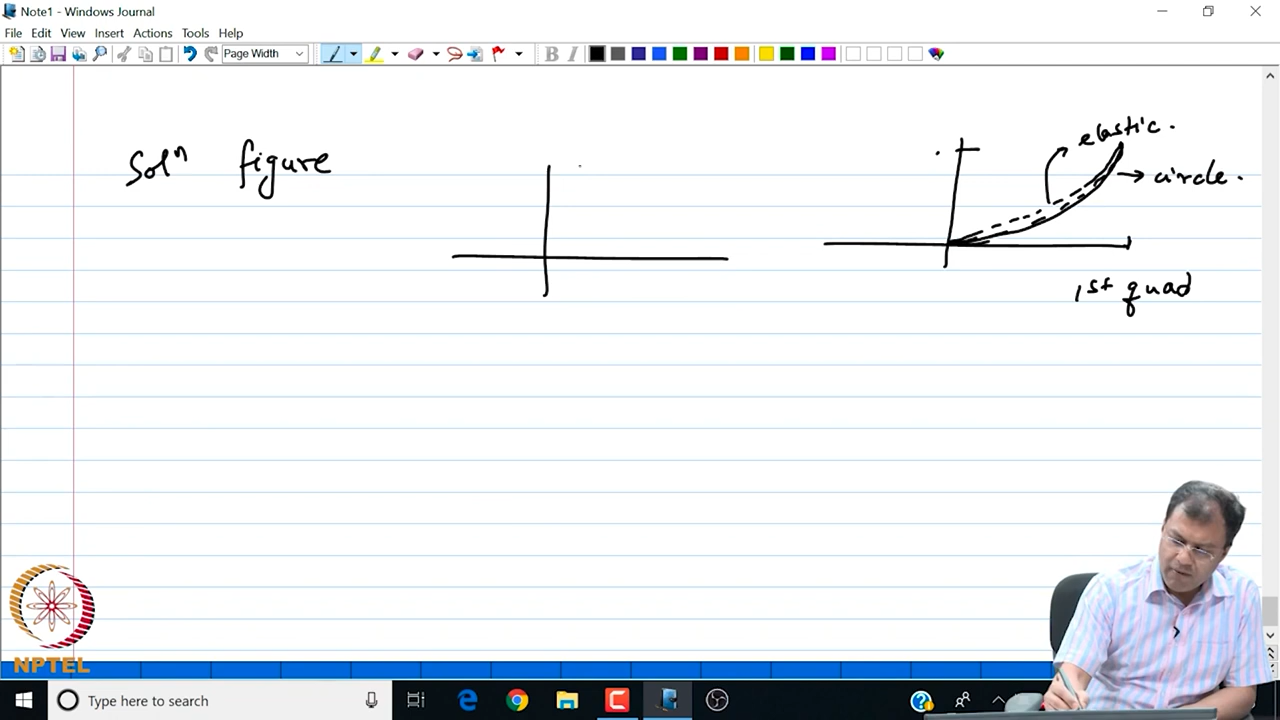 Note1 - Windows Journal
File Edit View Insert Actions Tools Help
Page Width
B I
Solⁿ figure
elastic.
circle.
1st quad
NPTEL
Type here to search